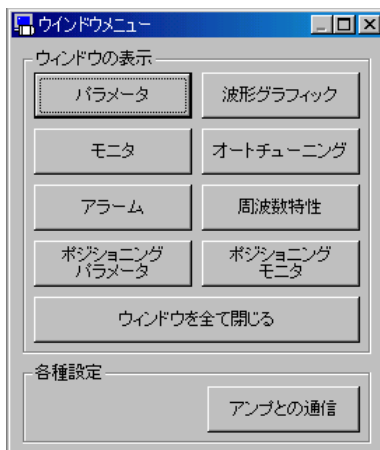 ウインドウメニュー
ウィンドウの表示
パラメータ
波形グラフィック
モニタ
オートチューニング
アラーム
周波数特性
ポジショニング
パラメータ
ポジショニング
モニタ
ウィンドウを全て閉じる
各種設定
アンプとの通信